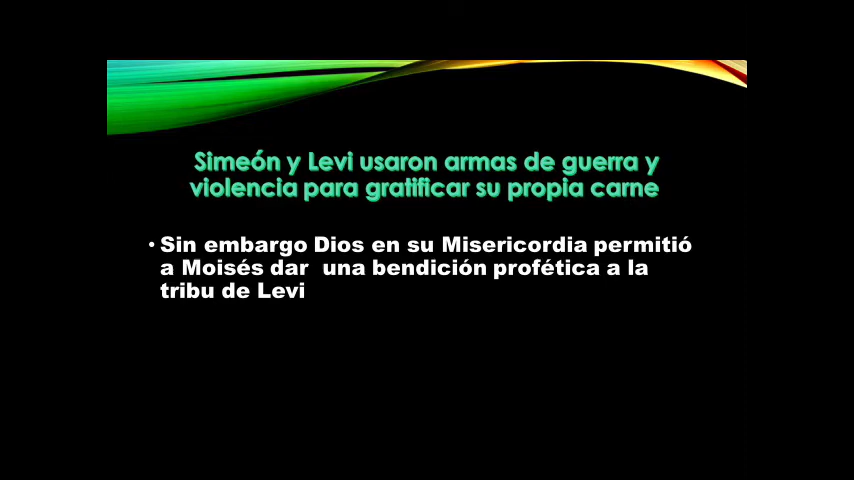 Simeón y Levi usaron armas de guerra y
violencia para gratificar su propia carne
• Sin embargo Dios en su Misericordia permitió
a Moisés dar  una bendición profética a la
tribu de Levi